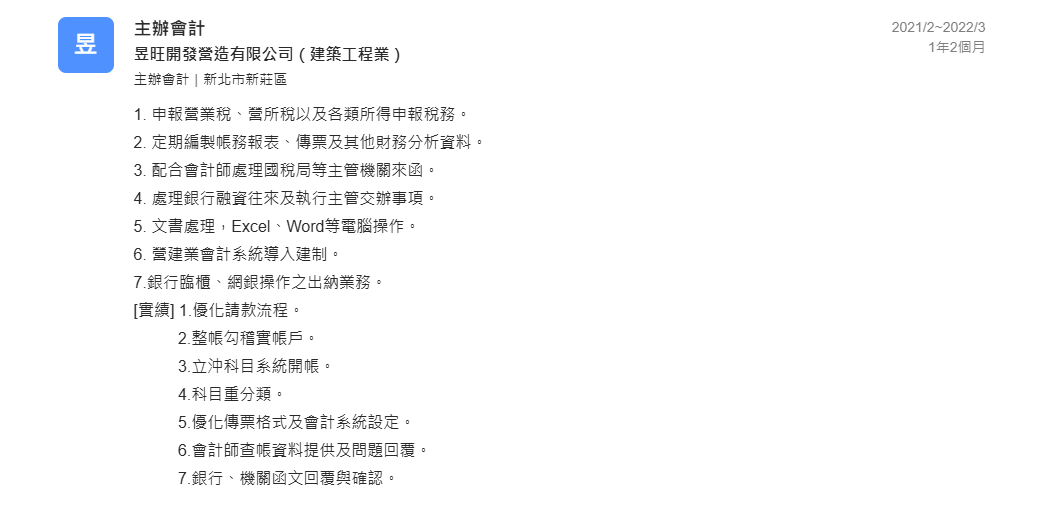 昱
主辦會計
2021/2~2022/3
昱旺開發營造有限公司 ( 建築工程業 )
1年2個月
主辦會計｜新北市新莊區
1. 申報營業稅、營所稅以及各類所得申報稅務。
2. 定期編製帳務報表、傳票及其他財務分析資料。
3. 配合會計師處理國稅局等主管機關來函。
4. 處理銀行融資往來及執行主管交辦事項。
5. 文書處理，Excel、Word等電腦操作。
6. 營建業會計系統導入建制。
7.銀行臨櫃、網銀操作之出納業務。
[實績] 1.優化請款流程。
2.整帳勾稽實帳戶。
3.立沖科目系統開帳。
4.科目重分類。
5.優化傳票格式及會計系統設定。
6.會計師查帳資料提供及問題回覆。
7.銀行、機關函文回覆與確認。